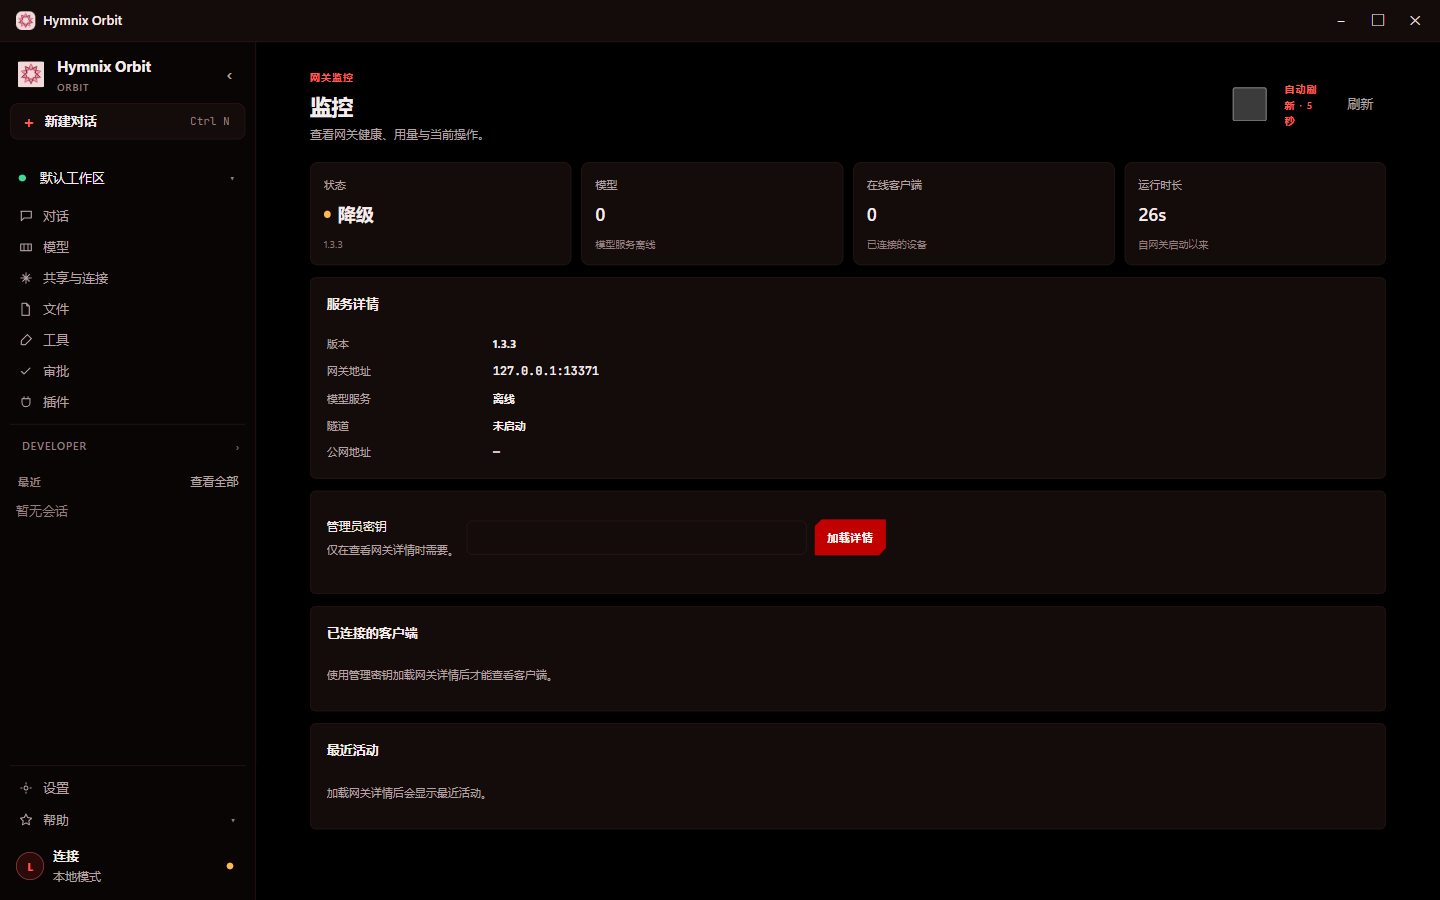 Hymnix Orbit
Hymnix Orbit
ORBIT
+ 新建对话 Ctrl N
默认工作区
对话
模型
共享与连接
文件
工具
审批
插件
DEVELOPER
最近 查看全部
暂无会话
设置
帮助
L
连接
本地模式
网关监控
监控
查看网关健康、用量与当前操作。
自动刷
新 · 5
秒
刷新
状态
降级
1.3.3
模型
0
模型服务离线
在线客户端
0
已连接的设备
运行时长
26s
自网关启动以来
服务详情
版本 1.3.3
网关地址 127.0.0.1:13371
模型服务 离线
隧道 未启动
公网地址 —
管理员密钥
仅在查看网关详情时需要。
加载详情
已连接的客户端
使用管理密钥加载网关详情后才能查看客户端。
最近活动
加载网关详情后会显示最近活动。